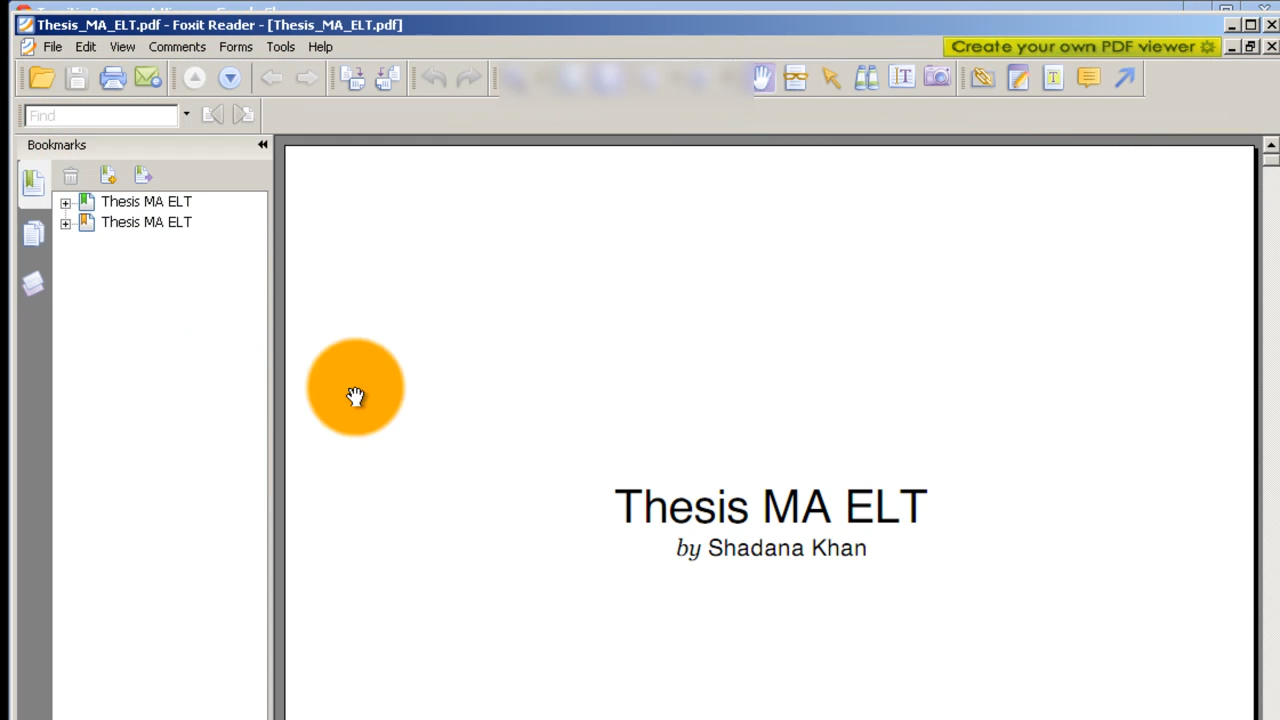 Thesis_MA_ELT.pdf - Foxit Reader - [Thesis_MA_ELT.pdf]
File Edit View Comments Forms Tools Help
Create your own PDF viewer
Find
Bookmarks
Thesis MA ELT
Thesis MA ELT
Thesis MA ELT
by Shadana Khan